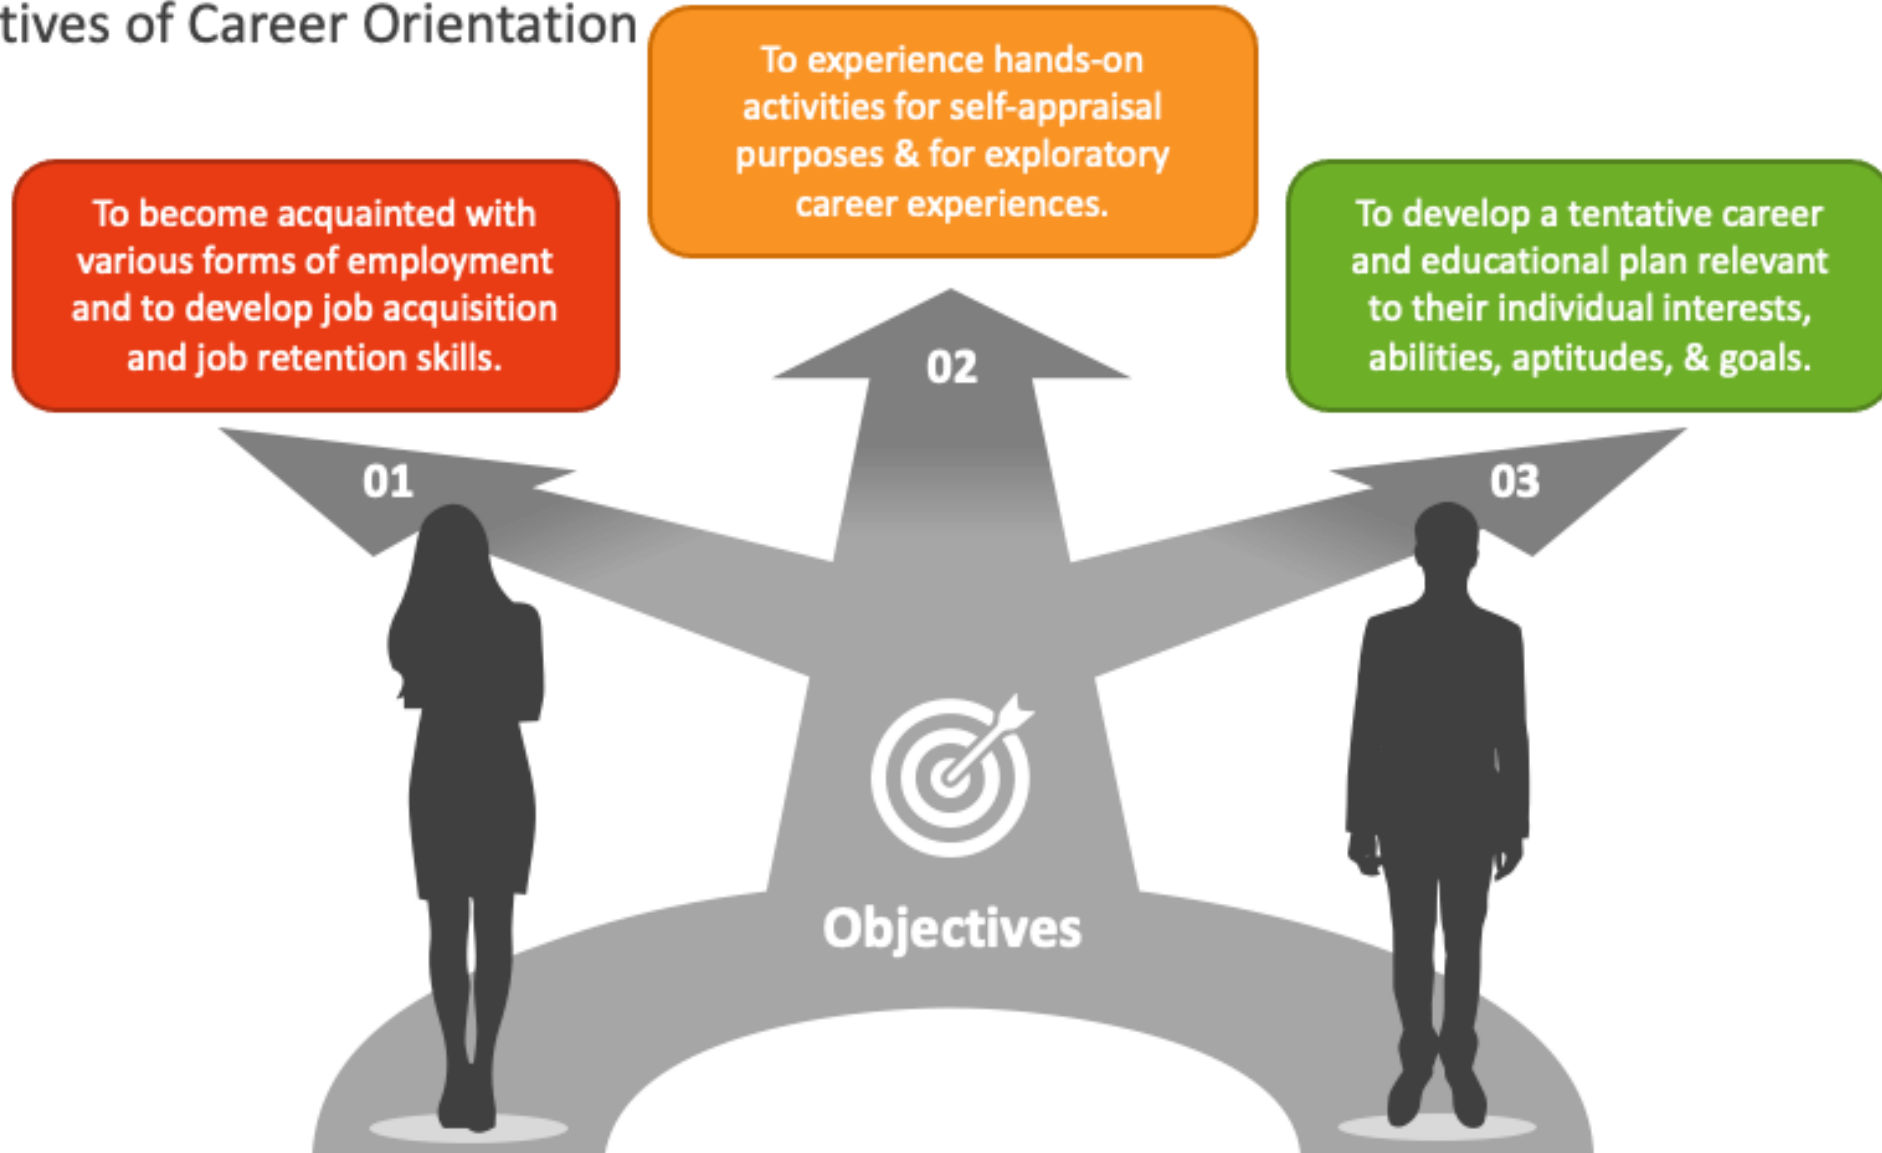 tives of Career Orientation
To experience hands-on
activities for self-appraisal
purposes & for exploratory
career experiences.
To become acquainted with
various forms of employment
and to develop job acquisition
and job retention skills.
To develop a tentative career
and educational plan relevant
to their individual interests,
abilities, aptitudes, & goals.
02
01
03
Objectives